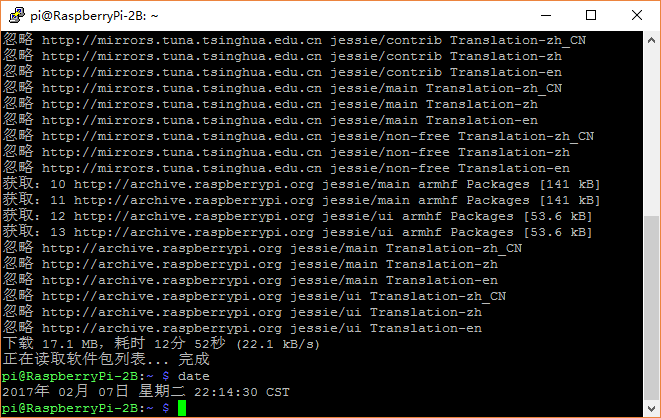 pi@RaspberryPi-2B: ~
忽略 http://mirrors.tuna.tsinghua.edu.cn jessie/contrib Translation-zh_CN
忽略 http://mirrors.tuna.tsinghua.edu.cn jessie/contrib Translation-zh
忽略 http://mirrors.tuna.tsinghua.edu.cn jessie/contrib Translation-en
忽略 http://mirrors.tuna.tsinghua.edu.cn jessie/main Translation-zh_CN
忽略 http://mirrors.tuna.tsinghua.edu.cn jessie/main Translation-zh
忽略 http://mirrors.tuna.tsinghua.edu.cn jessie/main Translation-en
忽略 http://mirrors.tuna.tsinghua.edu.cn jessie/non-free Translation-zh_CN
忽略 http://mirrors.tuna.tsinghua.edu.cn jessie/non-free Translation-zh
忽略 http://mirrors.tuna.tsinghua.edu.cn jessie/non-free Translation-en
获取：10 http://archive.raspberrypi.org jessie/main armhf Packages [141 kB]
获取：11 http://archive.raspberrypi.org jessie/main armhf Packages [141 kB]
获取：12 http://archive.raspberrypi.org jessie/ui armhf Packages [53.6 kB]
获取：13 http://archive.raspberrypi.org jessie/ui armhf Packages [53.6 kB]
忽略 http://archive.raspberrypi.org jessie/main Translation-zh_CN
忽略 http://archive.raspberrypi.org jessie/main Translation-zh
忽略 http://archive.raspberrypi.org jessie/main Translation-en
忽略 http://archive.raspberrypi.org jessie/ui Translation-zh_CN
忽略 http://archive.raspberrypi.org jessie/ui Translation-zh
忽略 http://archive.raspberrypi.org jessie/ui Translation-en
下载 17.1 MB，耗时 12分 52秒 (22.1 kB/s)
正在读取软件包列表... 完成
pi@RaspberryPi-2B:~ $ date
2017年 02月 07日 星期二 22:14:30 CST
pi@RaspberryPi-2B:~ $